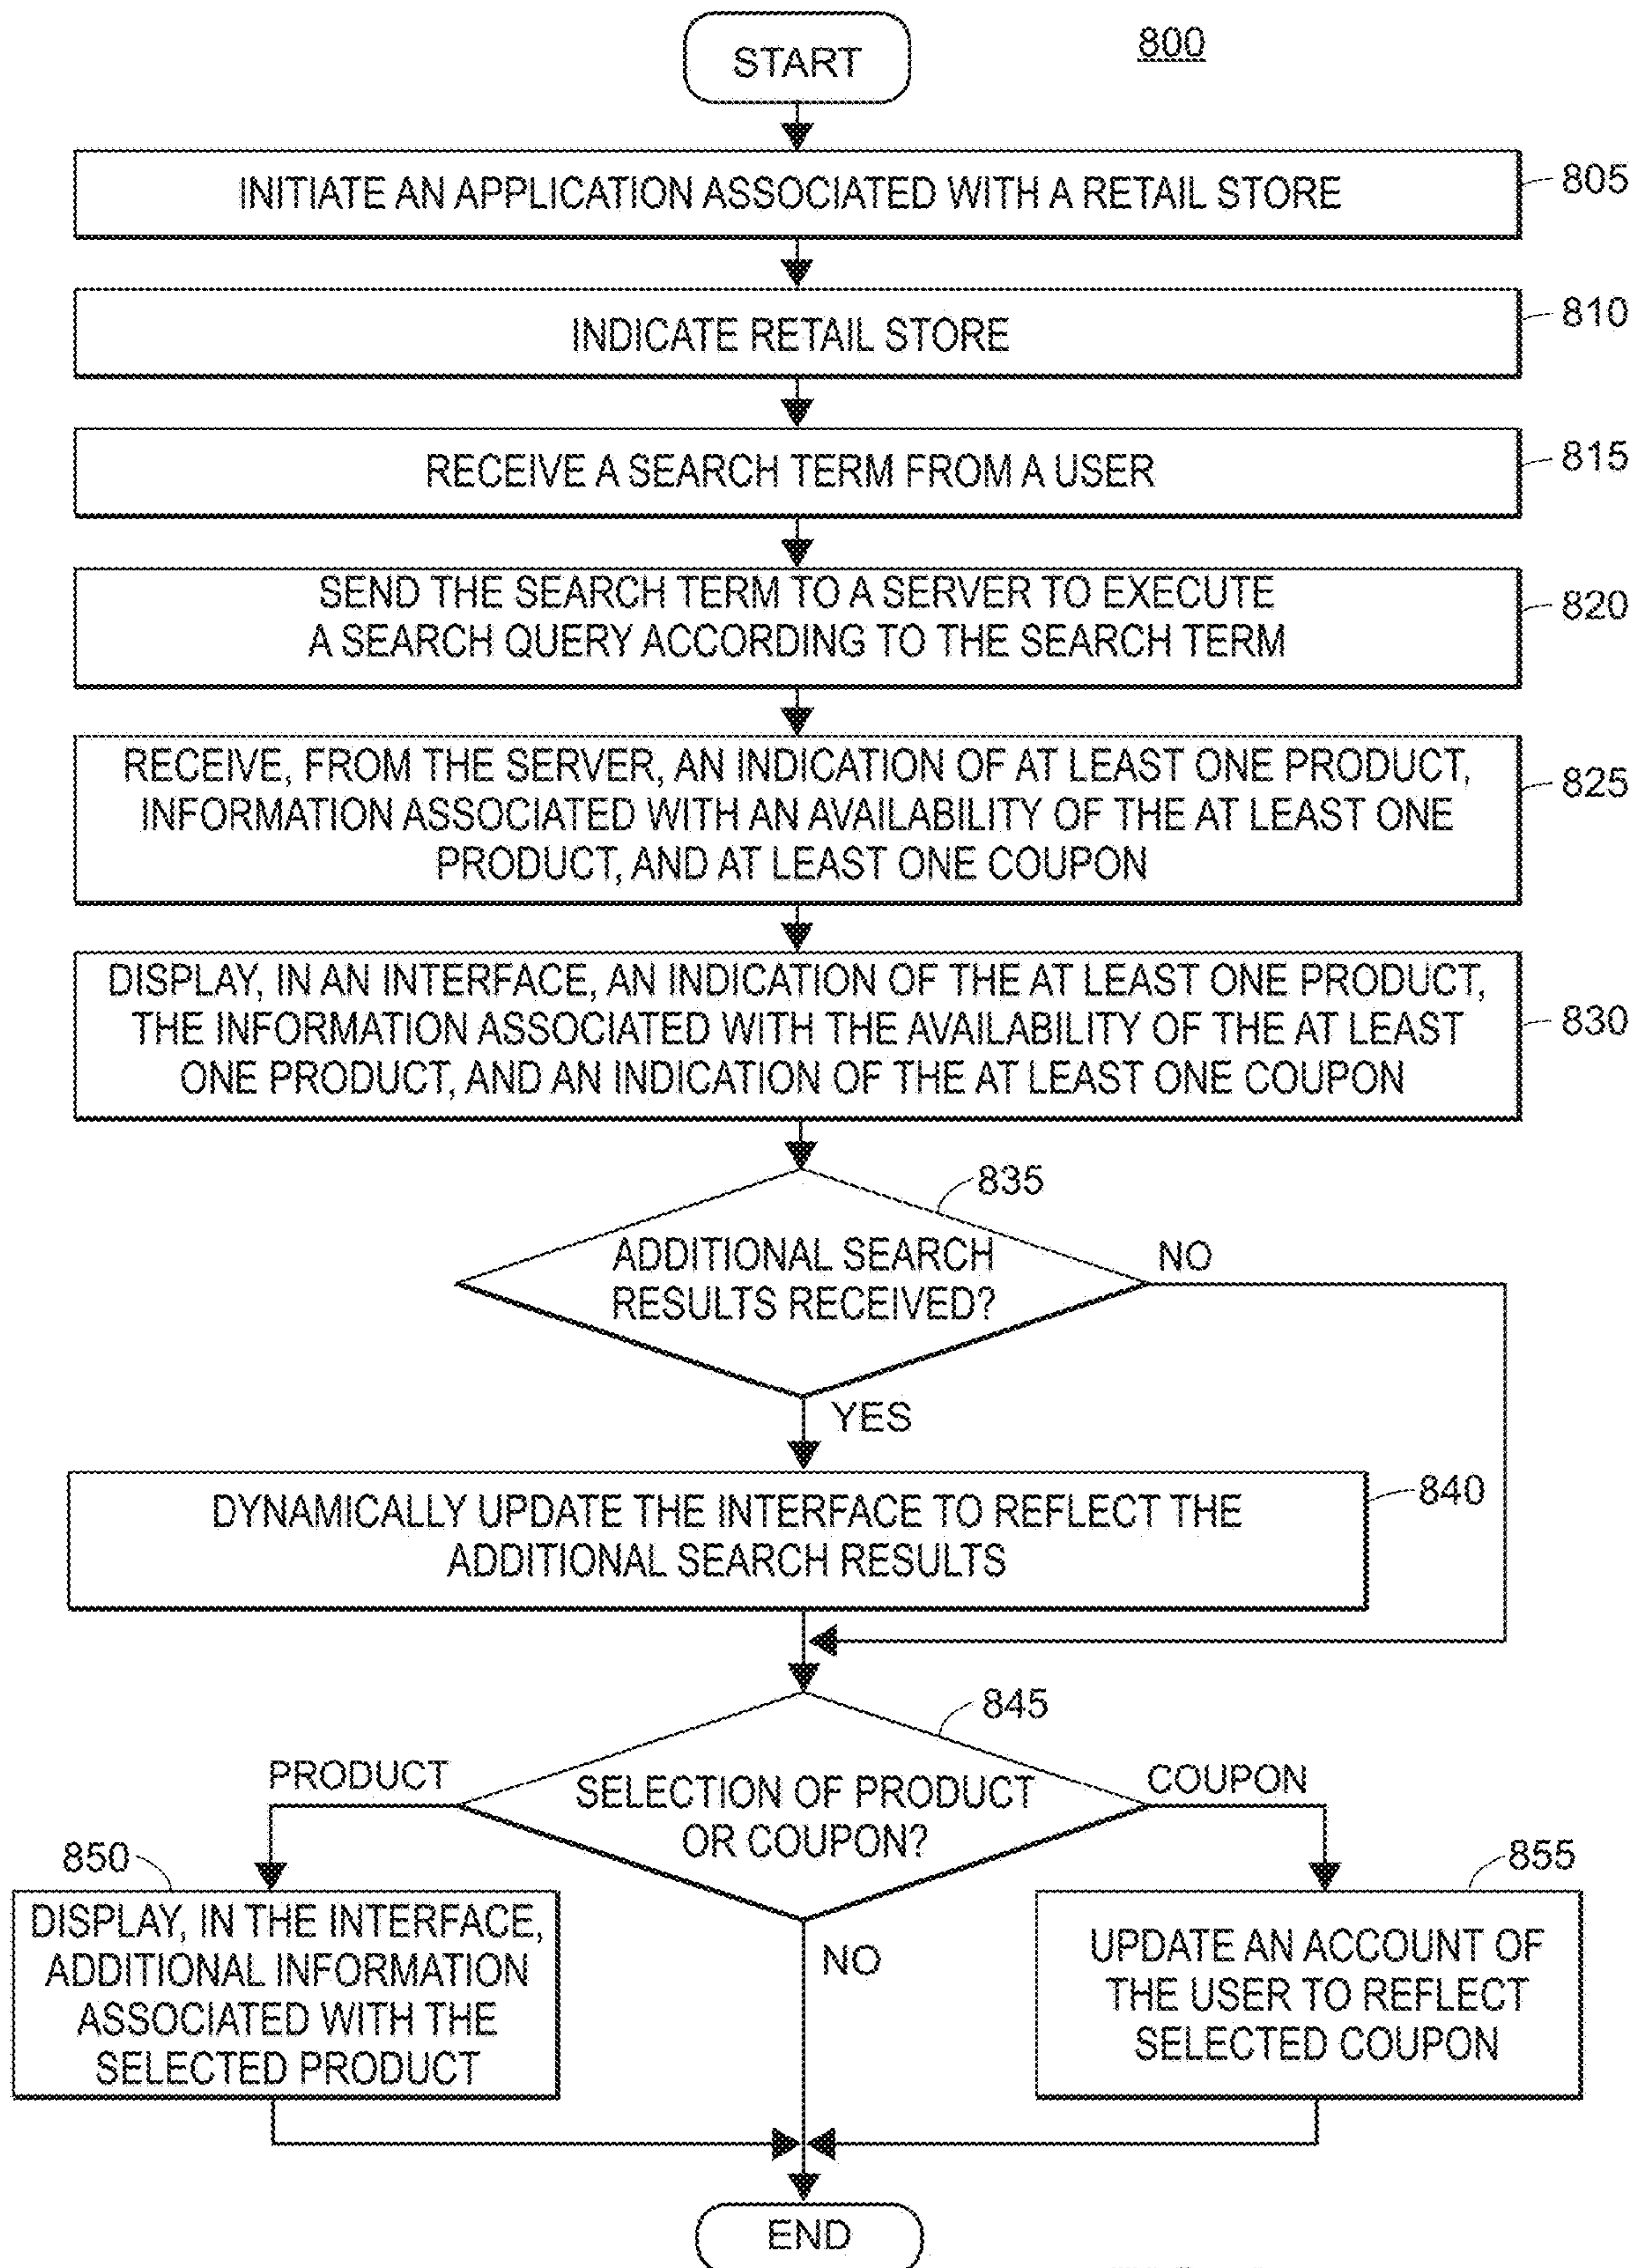 START
800
INITIATE AN APPLICATION ASSOCIATED WITH A RETAIL STORE
805
INDICATE RETAIL STORE
810
RECEIVE A SEARCH TERM FROM A USER
815
SEND THE SEARCH TERM TO A SERVER TO EXECUTE
A SEARCH QUERY ACCORDING TO THE SEARCH TERM
820
RECEIVE, FROM THE SERVER, AN INDICATION OF AT LEAST ONE PRODUCT,
INFORMATION ASSOCIATED WITH AN AVAILABILITY OF THE AT LEAST ONE
PRODUCT, AND AT LEAST ONE COUPON
825
DISPLAY, IN AN INTERFACE, AN INDICATION OF THE AT LEAST ONE PRODUCT,
THE INFORMATION ASSOCIATED WITH THE AVAILABILITY OF THE AT LEAST
ONE PRODUCT, AND AN INDICATION OF THE AT LEAST ONE COUPON
830
835
ADDITIONAL SEARCH
RESULTS RECEIVED?
NO
YES
DYNAMICALLY UPDATE THE INTERFACE TO REFLECT THE
ADDITIONAL SEARCH RESULTS
840
845
PRODUCT
SELECTION OF PRODUCT
OR COUPON?
COUPON
850
DISPLAY, IN THE INTERFACE,
ADDITIONAL INFORMATION
ASSOCIATED WITH THE
SELECTED PRODUCT
NO
855
UPDATE AN ACCOUNT OF
THE USER TO REFLECT
SELECTED COUPON
END